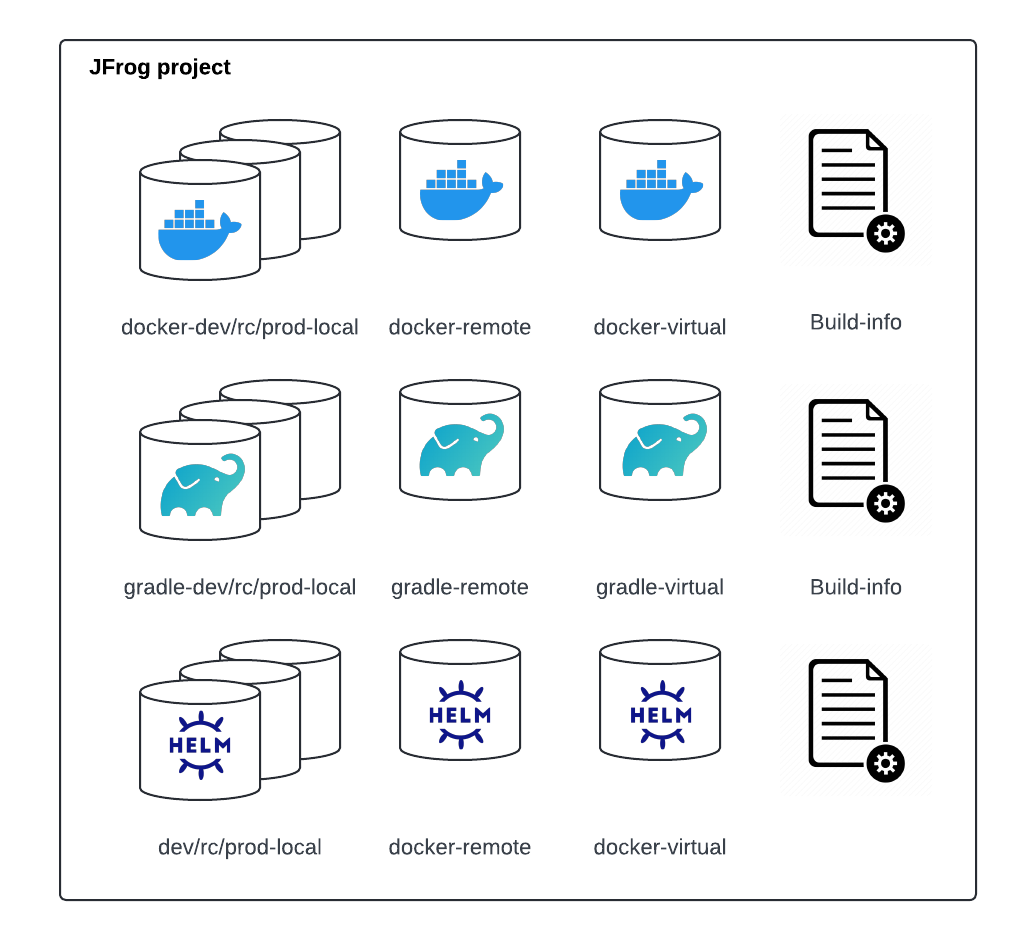 JFrog project
docker-dev/rc/prod-local
docker-remote
docker-virtual
Build-info
gradle-dev/rc/prod-local
gradle-remote
gradle-virtual
Build-info
HELM
HELM
HELM
dev/rc/prod-local
docker-remote
docker-virtual